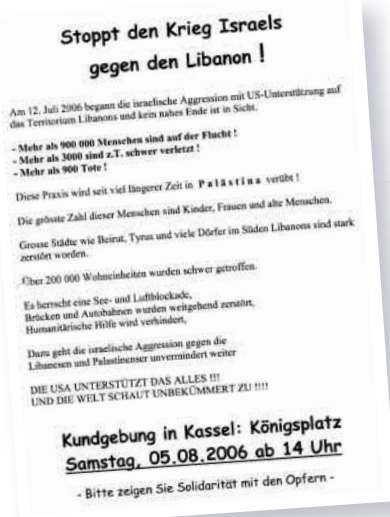 Stoppt den Krieg Israels
gegen den Libanon !
Am 12. Juli 2006 begann die israelische Aggression mit US-Unterstützung auf
das Territorium Libanons und kein nahes Ende ist in Sicht.
- Mehr als 900 000 Menschen sind auf der Flucht !
- Mehr als 3000 sind z.T. schwer verletzt !
- Mehr als 900 Tote !
Diese Praxis wird seit viel längerer Zeit in P a l ä s t i n a verübt !
Die grösste Zahl dieser Menschen sind Kinder, Frauen und alte Menschen.
Grosse Städte wie Beirut, Tyrus und viele Dörfer im Süden Libanons sind stark
zerstört worden.
Über 200 000 Wohneinheiten wurden schwer getroffen.
Es herrscht eine See- und Luftblockade,
Brücken und Autobahnen wurden weitgehend zerstört,
Humanitärische Hilfe wird verhindert,
Dazu geht die israelische Aggression gegen die
Libanesen und Palästinenser unvermindert weiter
DIE USA UNTERSTÜTZT DAS ALLES !!!
UND DIE WELT SCHAUT UNBEKÜMMERT ZU !!!!
Kundgebung in Kassel: Königsplatz
Samstag, 05.08.2006 ab 14 Uhr
- Bitte zeigen Sie Solidarität mit den Opfern -